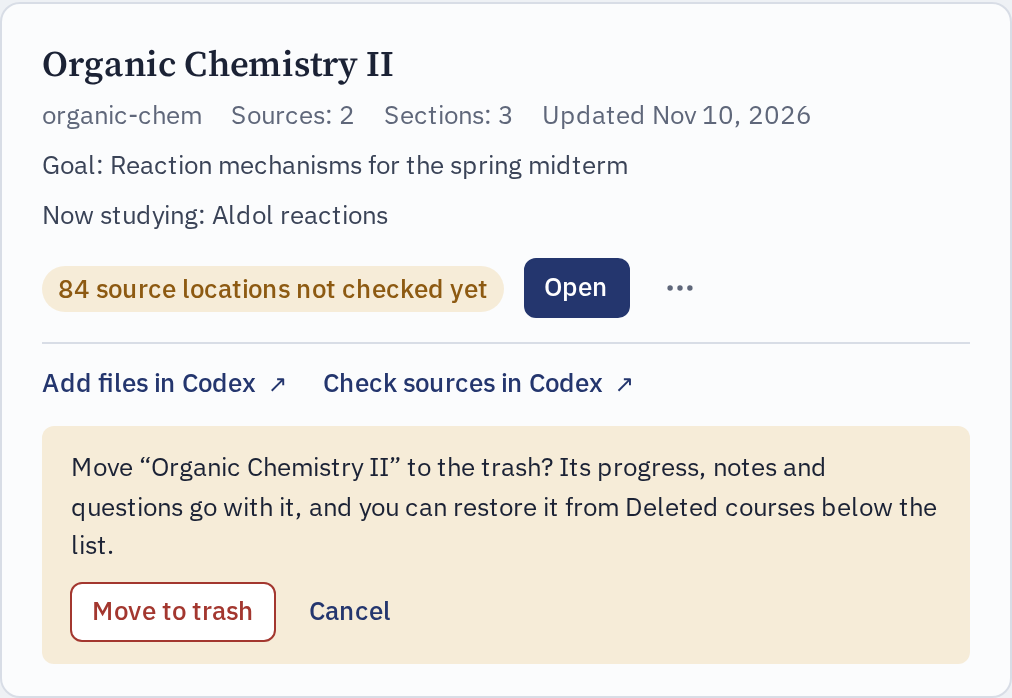 Organic Chemistry II
organic-chem Sources: 2 Sections: 3 Updated Nov 10, 2026
Goal: Reaction mechanisms for the spring midterm
Now studying: Aldol reactions
84 source locations not checked yet Open •••
Add files in Codex ↗ Check sources in Codex ↗
Move “Organic Chemistry II” to the trash? Its progress, notes and
questions go with it, and you can restore it from Deleted courses below the
list.
Move to trash Cancel